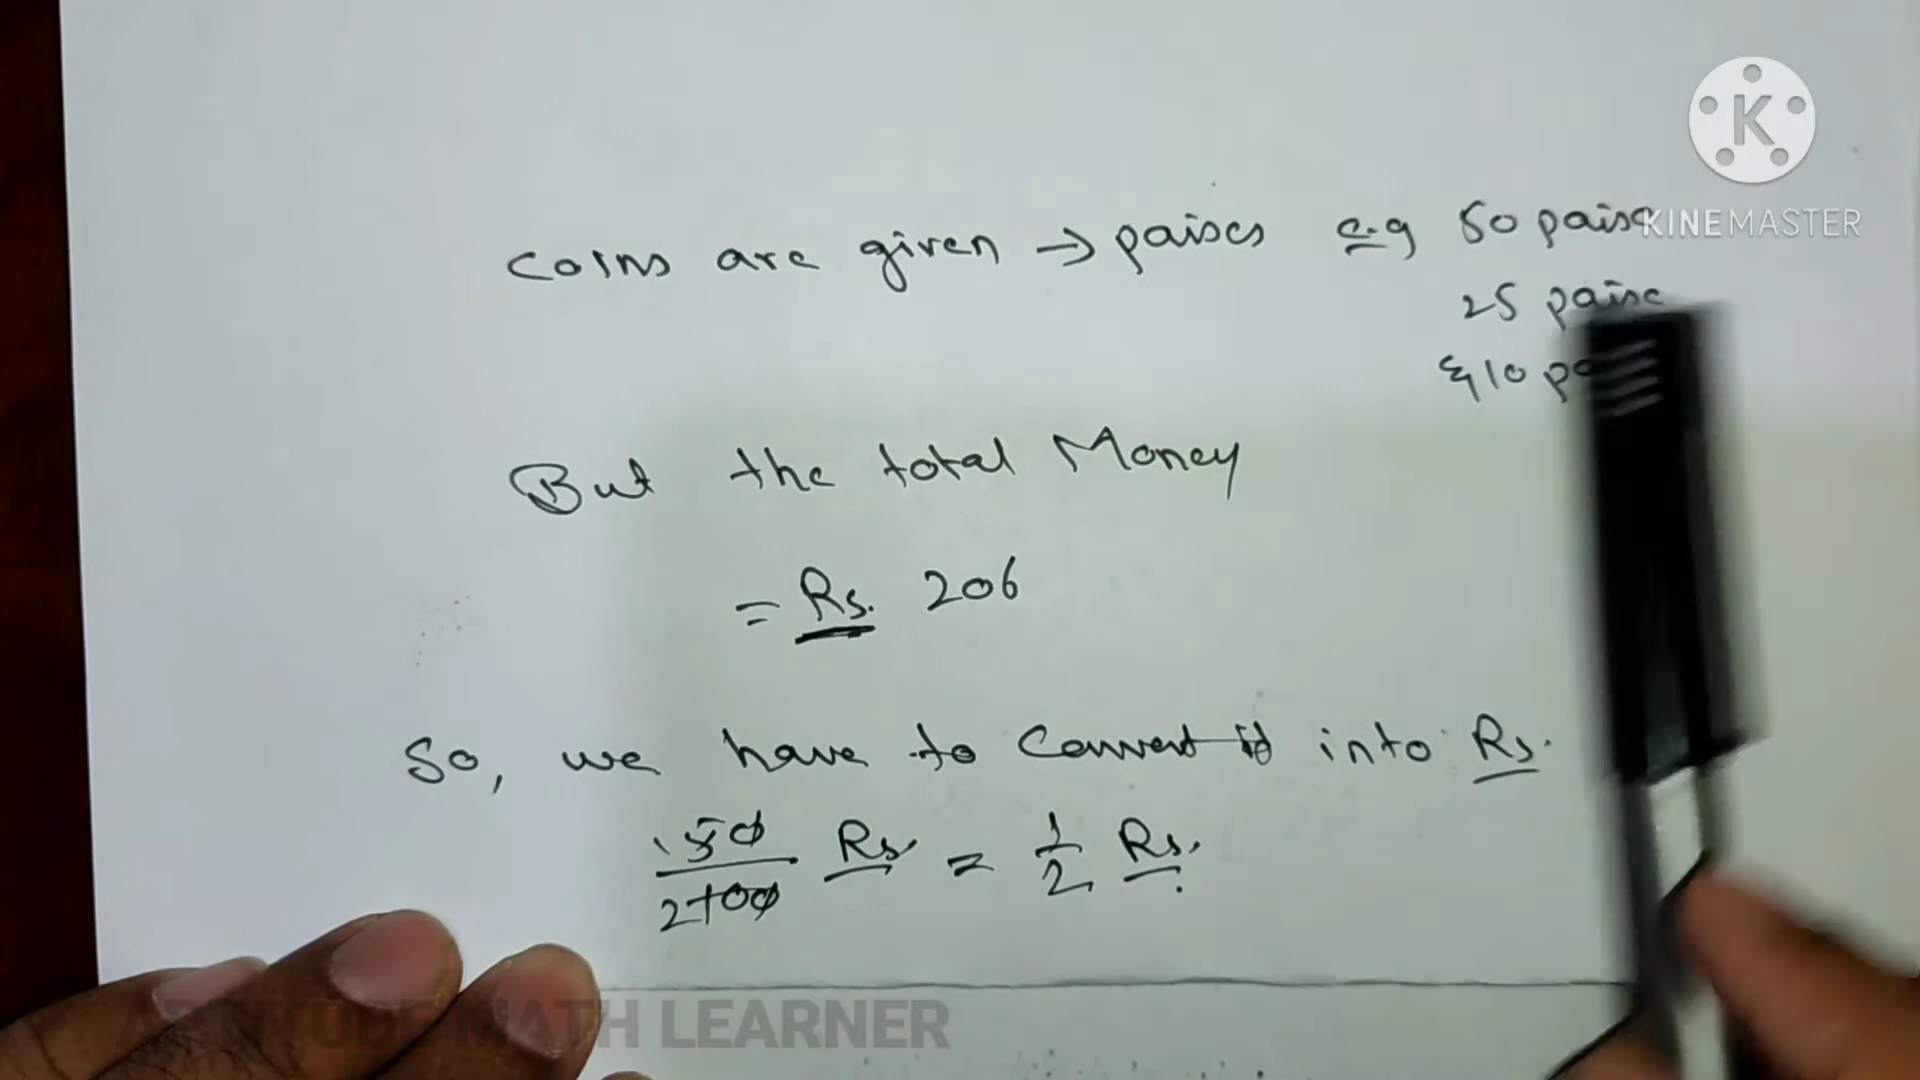 K
KINEMASTER
coins are given → paises e.g 50 paise
25 paise
& 10
But the total Money
= Rs. 206
So, we have to convert it into Rs.
50/100 Rs = 1/2 Rs.
MATH LEARNER